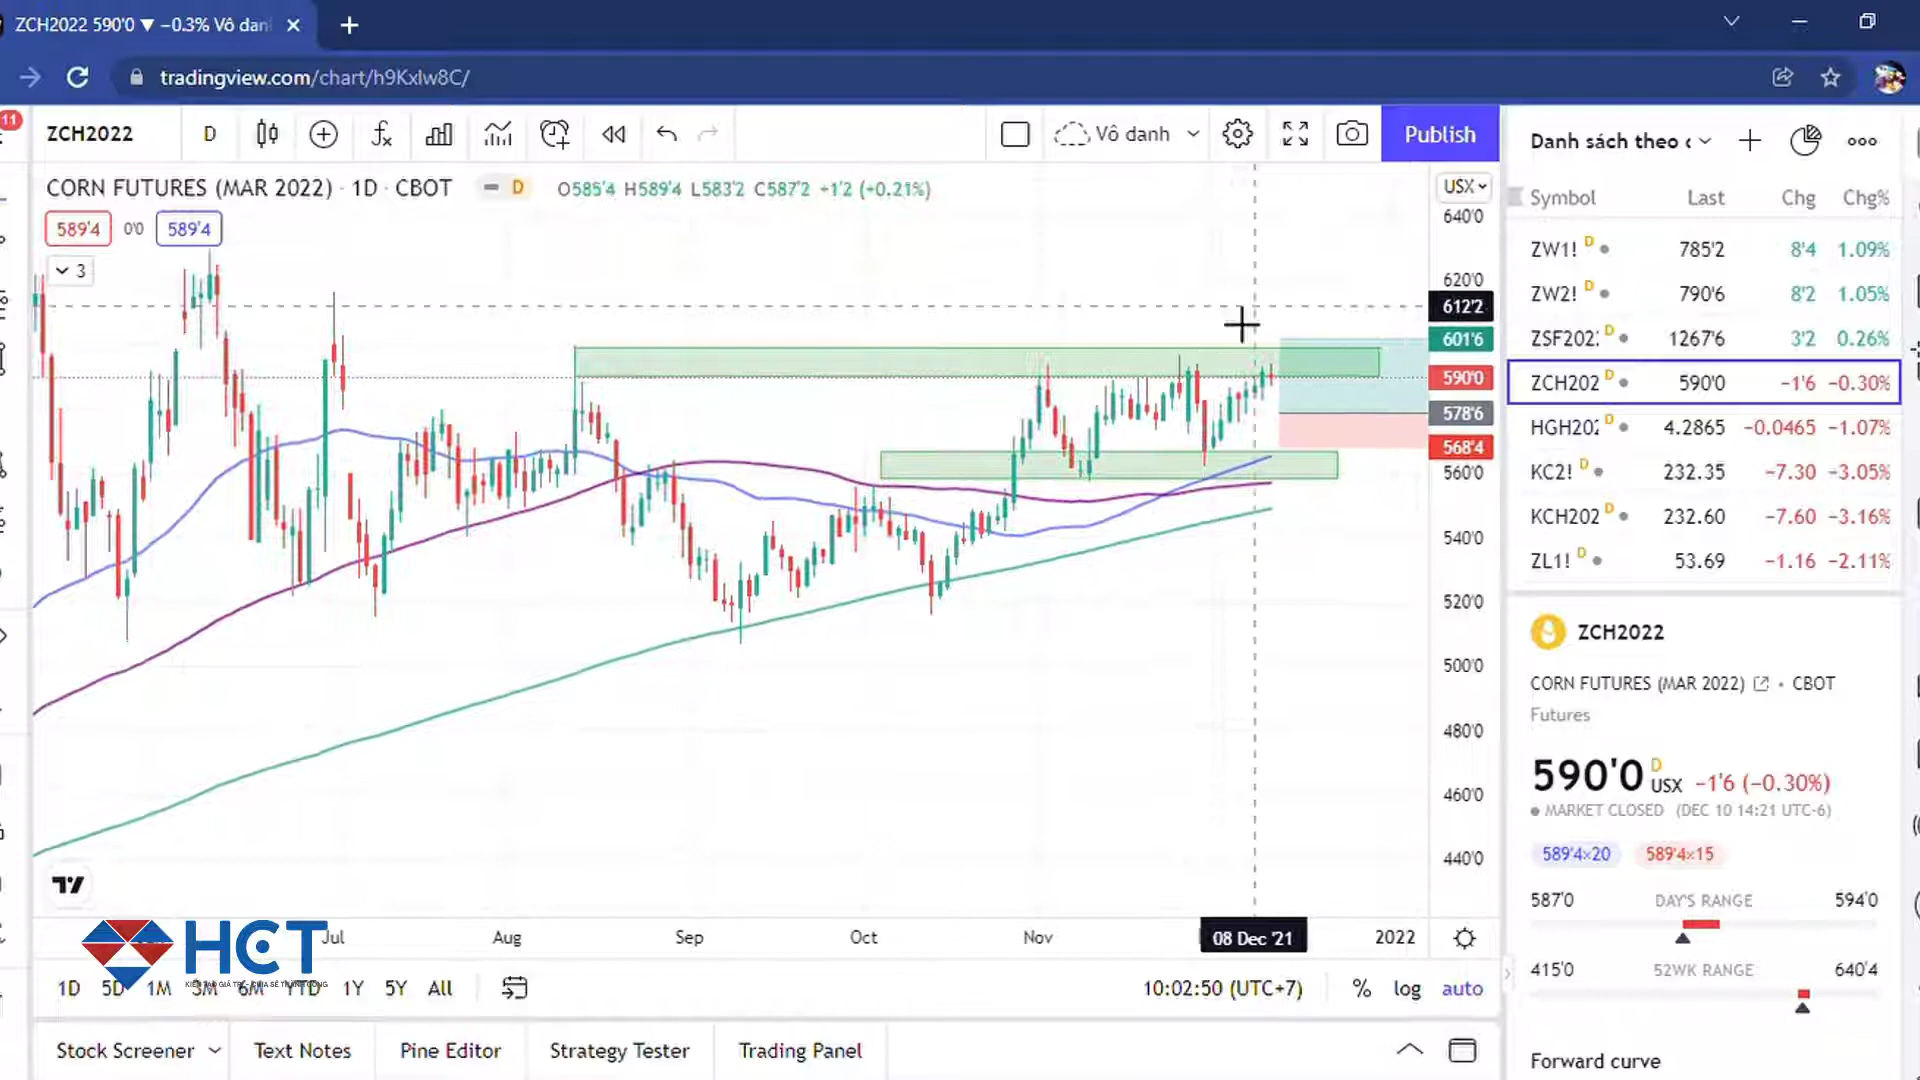 ZCH2022 590'0 ▼ −0.3% Vô dan
tradingview.com/chart/h9Kxlw8C/
11
ZCH2022 D Vô danh Publish
CORN FUTURES (MAR 2022) · 1D · CBOT D O585'4 H589'4 L583'2 C587'2 +1'2 (+0.21%)
589'4 0'0 589'4
3
USX
640'0
620'0
612'2
601'6
590'0
578'6
568'4
560'0
540'0
520'0
500'0
480'0
460'0
440'0
HCT
Jul Aug Sep Oct Nov 08 Dec '21 2022
1D 5D 1M 3M 6M YTD 1Y 5Y All 10:02:50 (UTC+7) % log auto
Stock Screener Text Notes Pine Editor Strategy Tester Trading Panel
Danh sách theo
Symbol Last Chg Chg%
ZW1! D 785'2 8'4 1.09%
ZW2! D 790'6 8'2 1.05%
ZSF202 D 1267'6 3'2 0.26%
ZCH202 D 590'0 −1'6 −0.30%
HGH202 D 4.2865 −0.0465 −1.07%
KC2! D 232.35 −7.30 −3.05%
KCH202 D 232.60 −7.60 −3.16%
ZL1! D 53.69 −1.16 −2.11%
ZCH2022
CORN FUTURES (MAR 2022) • CBOT
Futures
590'0 D USX −1'6 (−0.30%)
MARKET CLOSED (DEC 10 14:21 UTC-6)
589'4×20 589'4×15
587'0 DAY'S RANGE 594'0
415'0 52WK RANGE 640'4
Forward curve